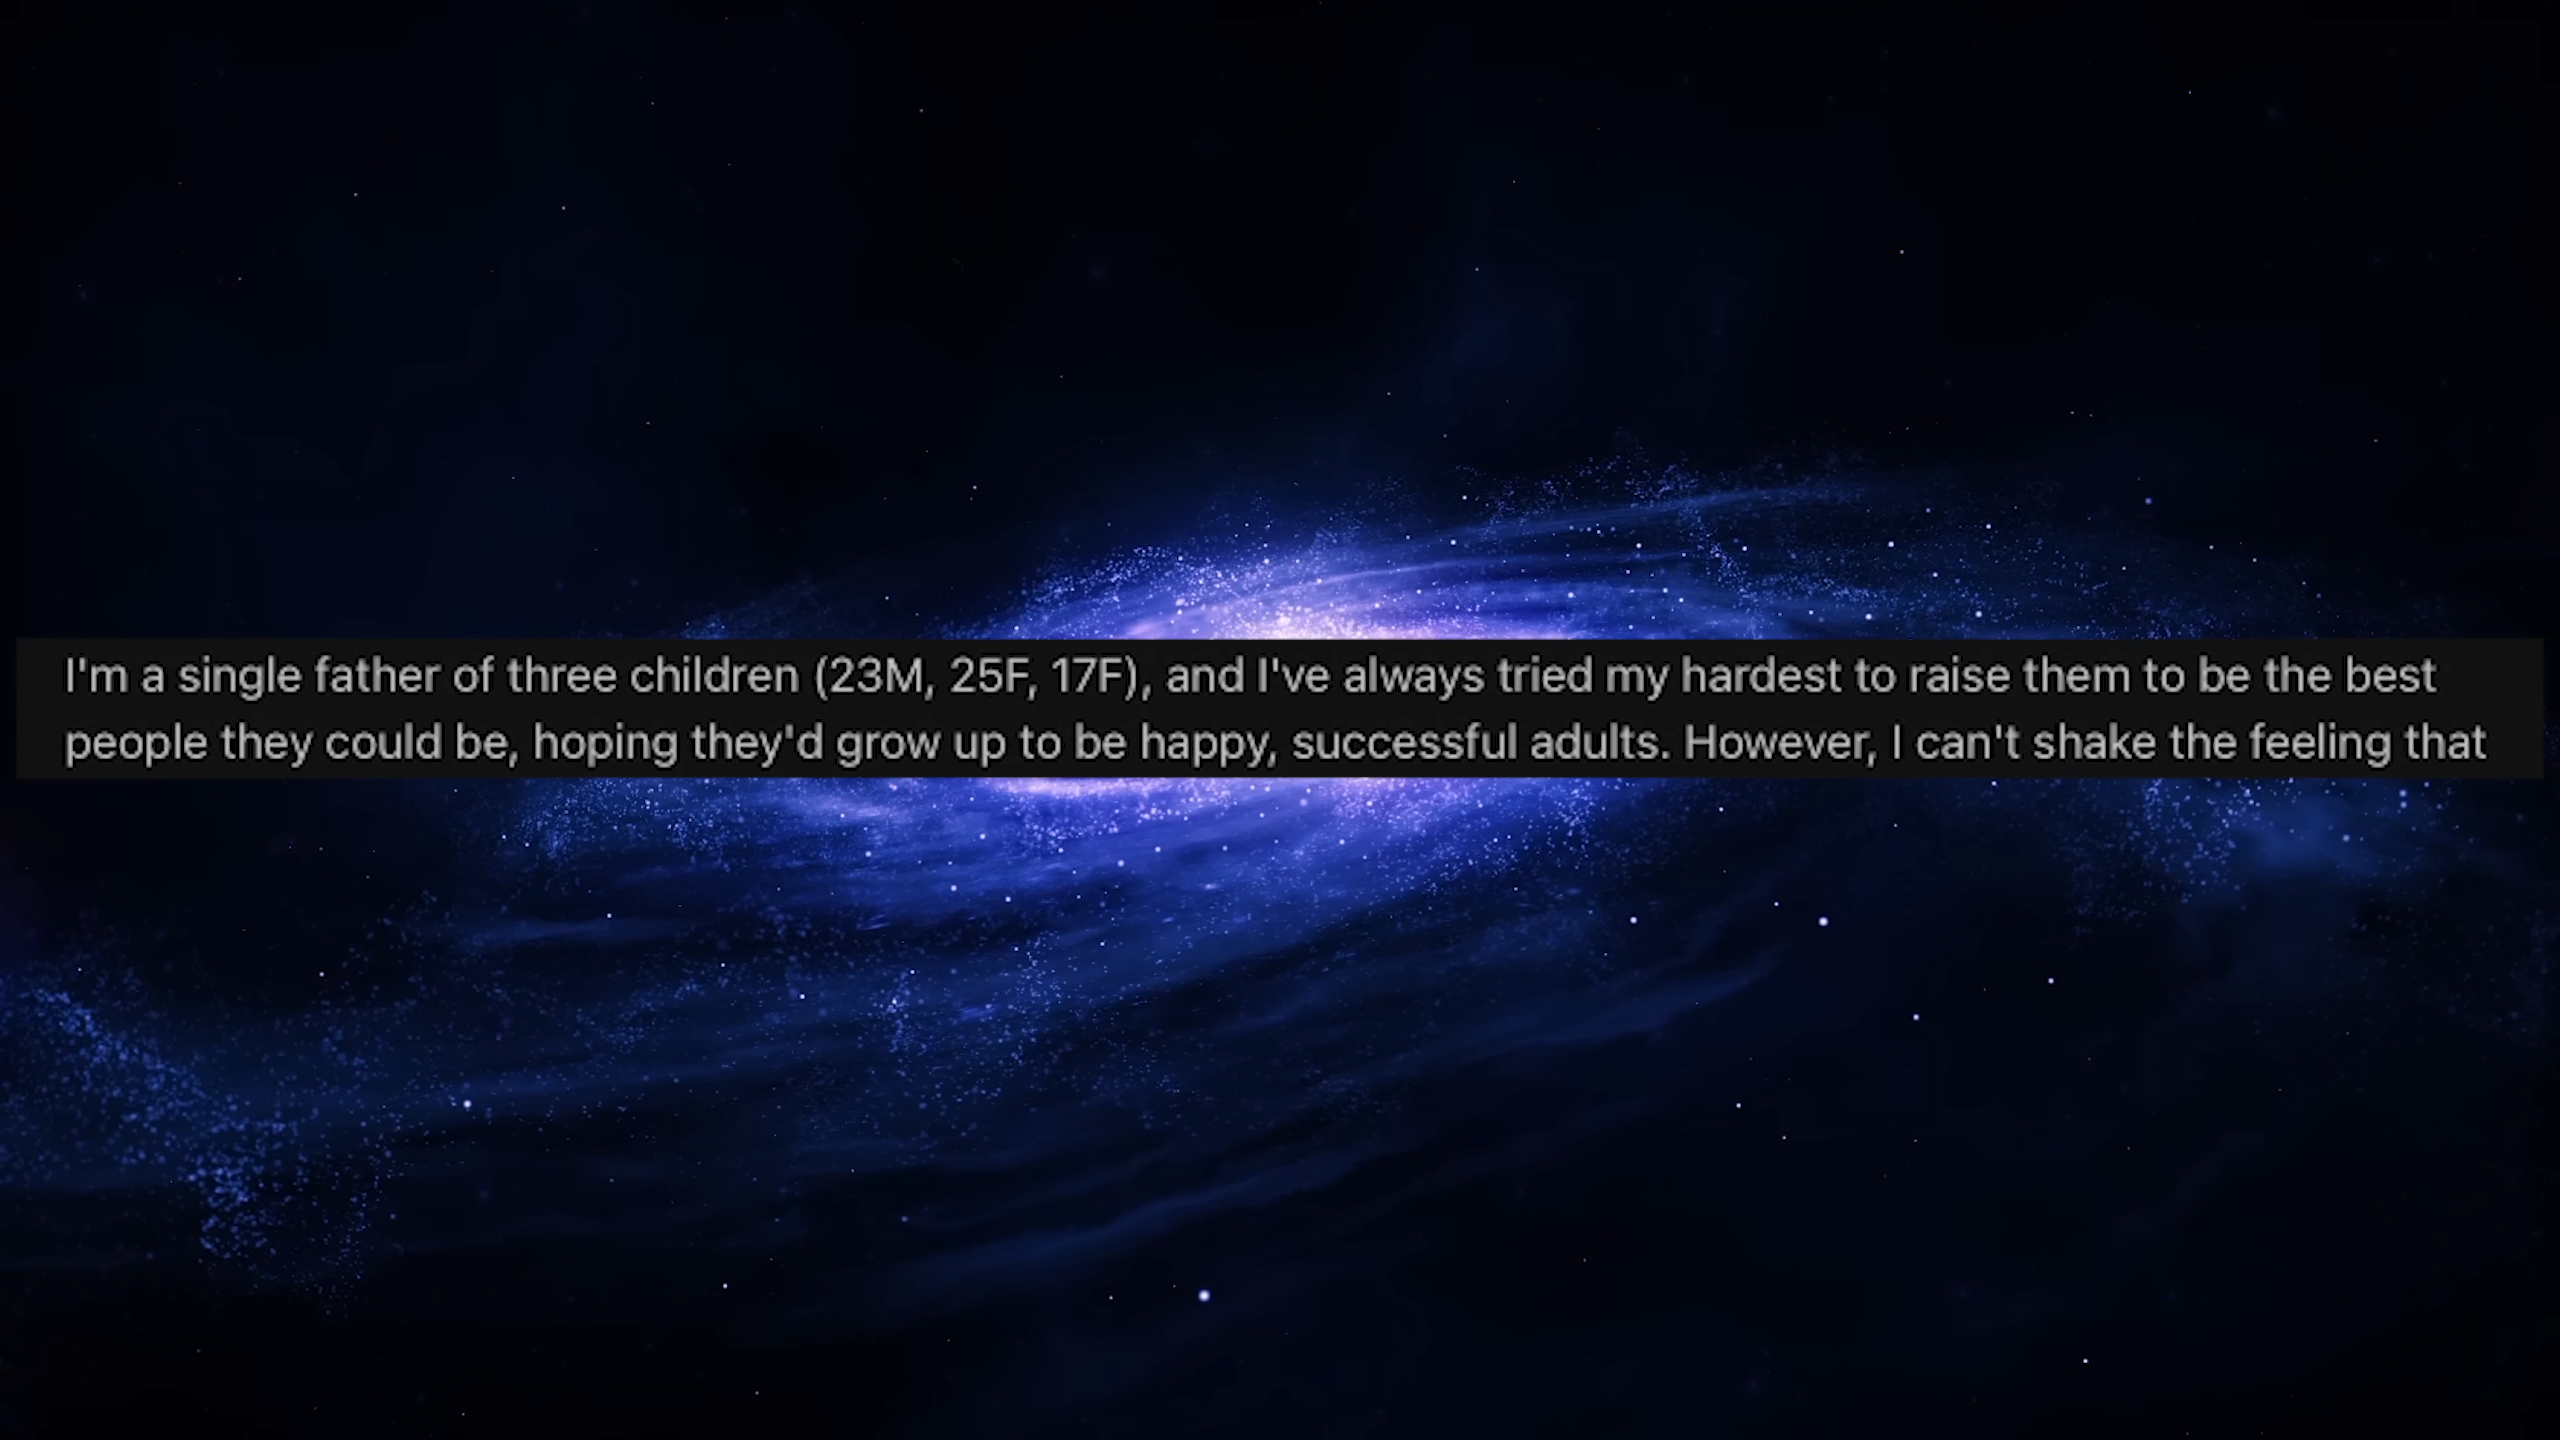 I'm a single father of three children (23M, 25F, 17F), and I've always tried my hardest to raise them to be the best
people they could be, hoping they'd grow up to be happy, successful adults. However, I can't shake the feeling that